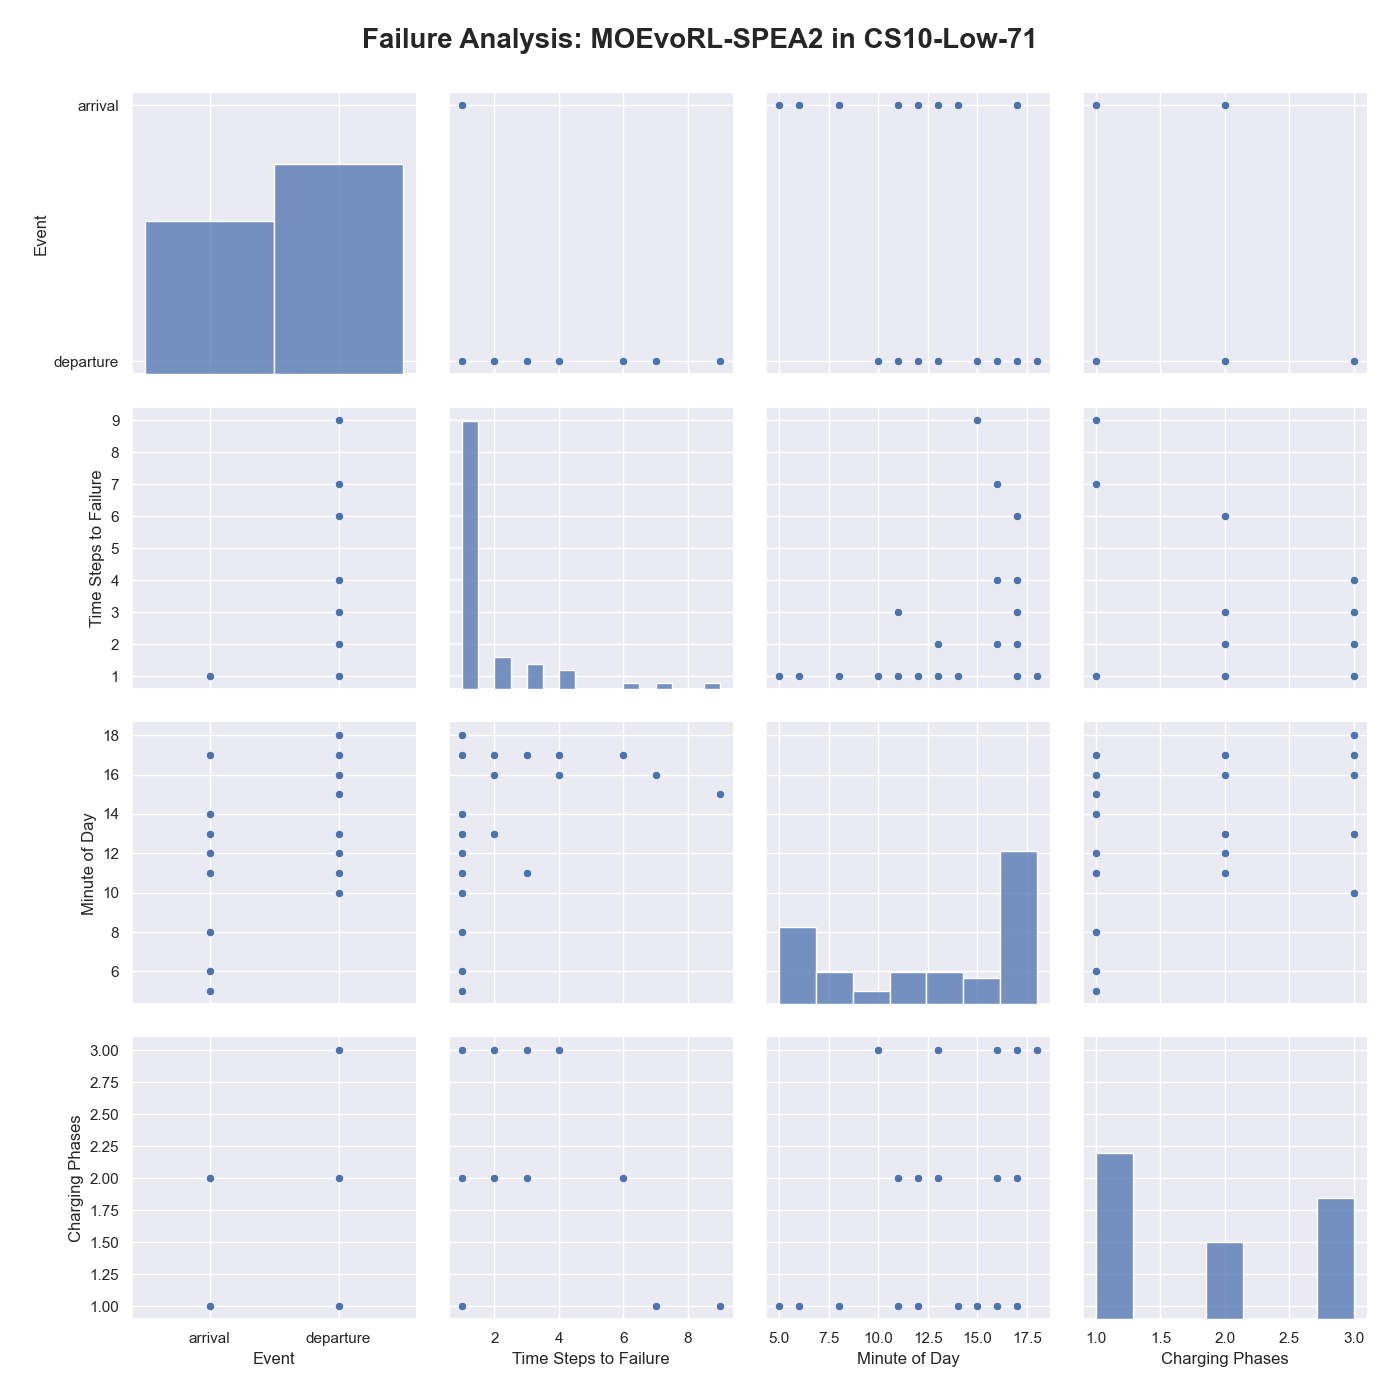 Failure Analysis: MOEvoRL-SPEA2 in CS10-Low-71
arrival
departure
Event
9
8
7
6
5
4
3
2
1
Time Steps to Failure
18
16
14
12
10
8
6
Minute of Day
3.00
2.75
2.50
2.25
2.00
1.75
1.50
1.25
1.00
Charging Phases
arrival departure
Event
2 4 6 8
Time Steps to Failure
5.0 7.5 10.0 12.5 15.0 17.5
Minute of Day
1.0 1.5 2.0 2.5 3.0
Charging Phases